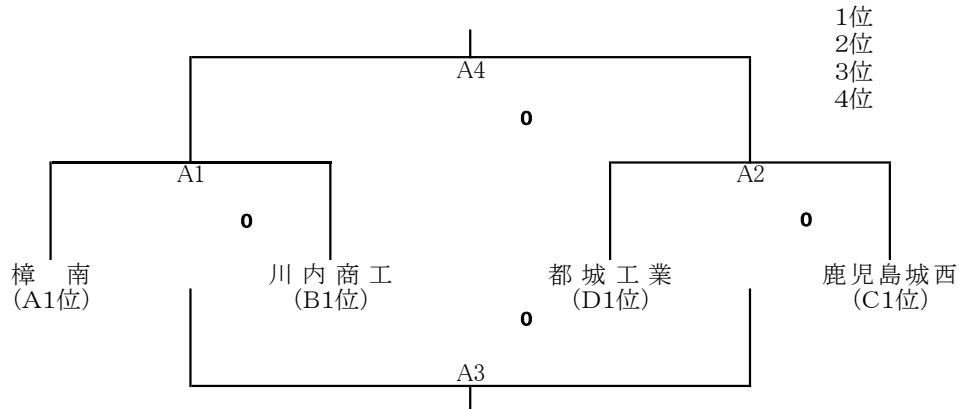 1位
2位
3位
4位
A4
0
A1
A2
0
0
樟　南
川内商工
都城工業
鹿児島城西
(A1位)
(B1位)
(D1位)
(C1位)
0
A3